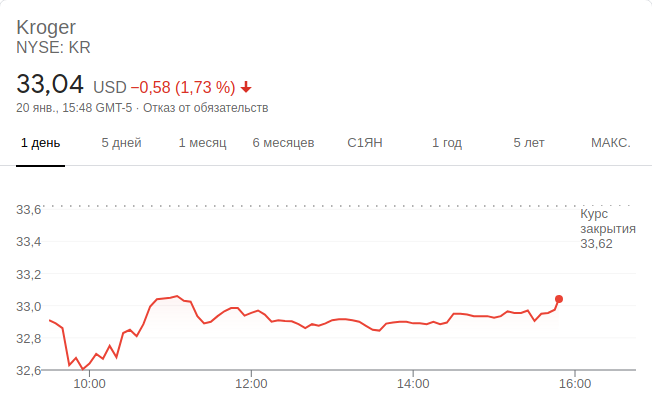 Kroger
NYSE: KR
33,04 USD −0,58 (1,73 %)
20 янв., 15:48 GMT-5 · Отказ от обязательств
1 день 5 дней 1 месяц 6 месяцев С1ЯН 1 год 5 лет МАКС.
33,6
Курс
закрытия
33,62
33,4
33,2
33,0
32,8
32,6
10:00 12:00 14:00 16:00